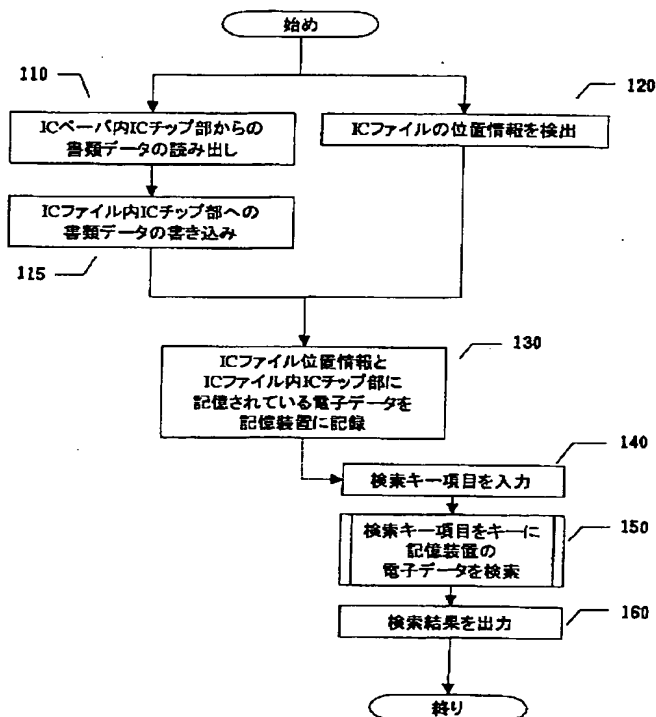 始め
110
ICペーパ内ICチップ部からの
書類データの読み出し
120
ICファイルの位置情報を検出
ICファイル内ICチップ部への
書類データの書き込み
115
ICファイル位置情報と
ICファイル内ICチップ部に
記憶されている電子データを
記憶装置に記録
130
140
検索キー項目を入力
検索キー項目をキーに
記憶装置の
電子データを検索
150
検索結果を出力
160
終り